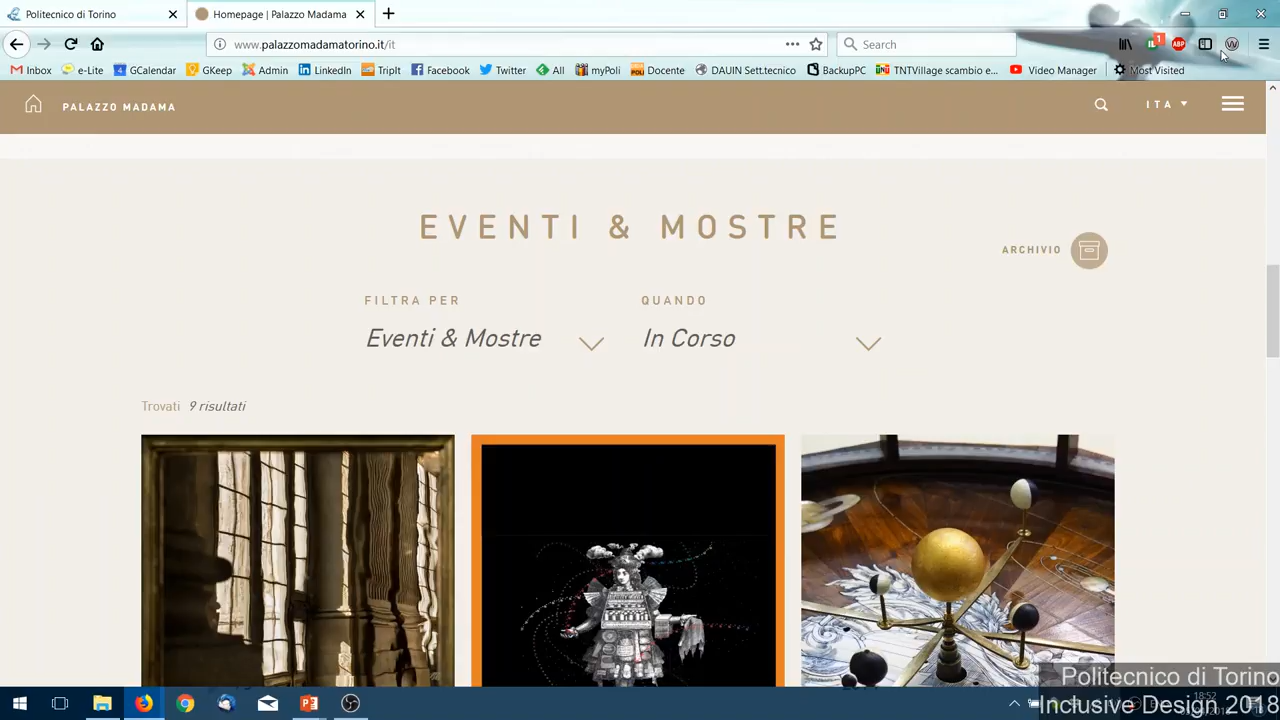 Politecnico di Torino
Homepage | Palazzo Madama
www.palazzomadamatorino.it/it
Search
Inbox
e-Lite
GCalendar
GKeep
Admin
LinkedIn
TripIt
Facebook
Twitter
All
myPoli
Docente
DAUIN Sett.tecnico
BackupPC
TNTVillage scambio e...
Video Manager
Most Visited
PALAZZO MADAMA
ITA
EVENTI & MOSTRE
ARCHIVIO
FILTRA PER
QUANDO
Eventi & Mostre
In Corso
Trovati 9 risultati
Politecnico di Torino
18:52
Inclusive Design 2018